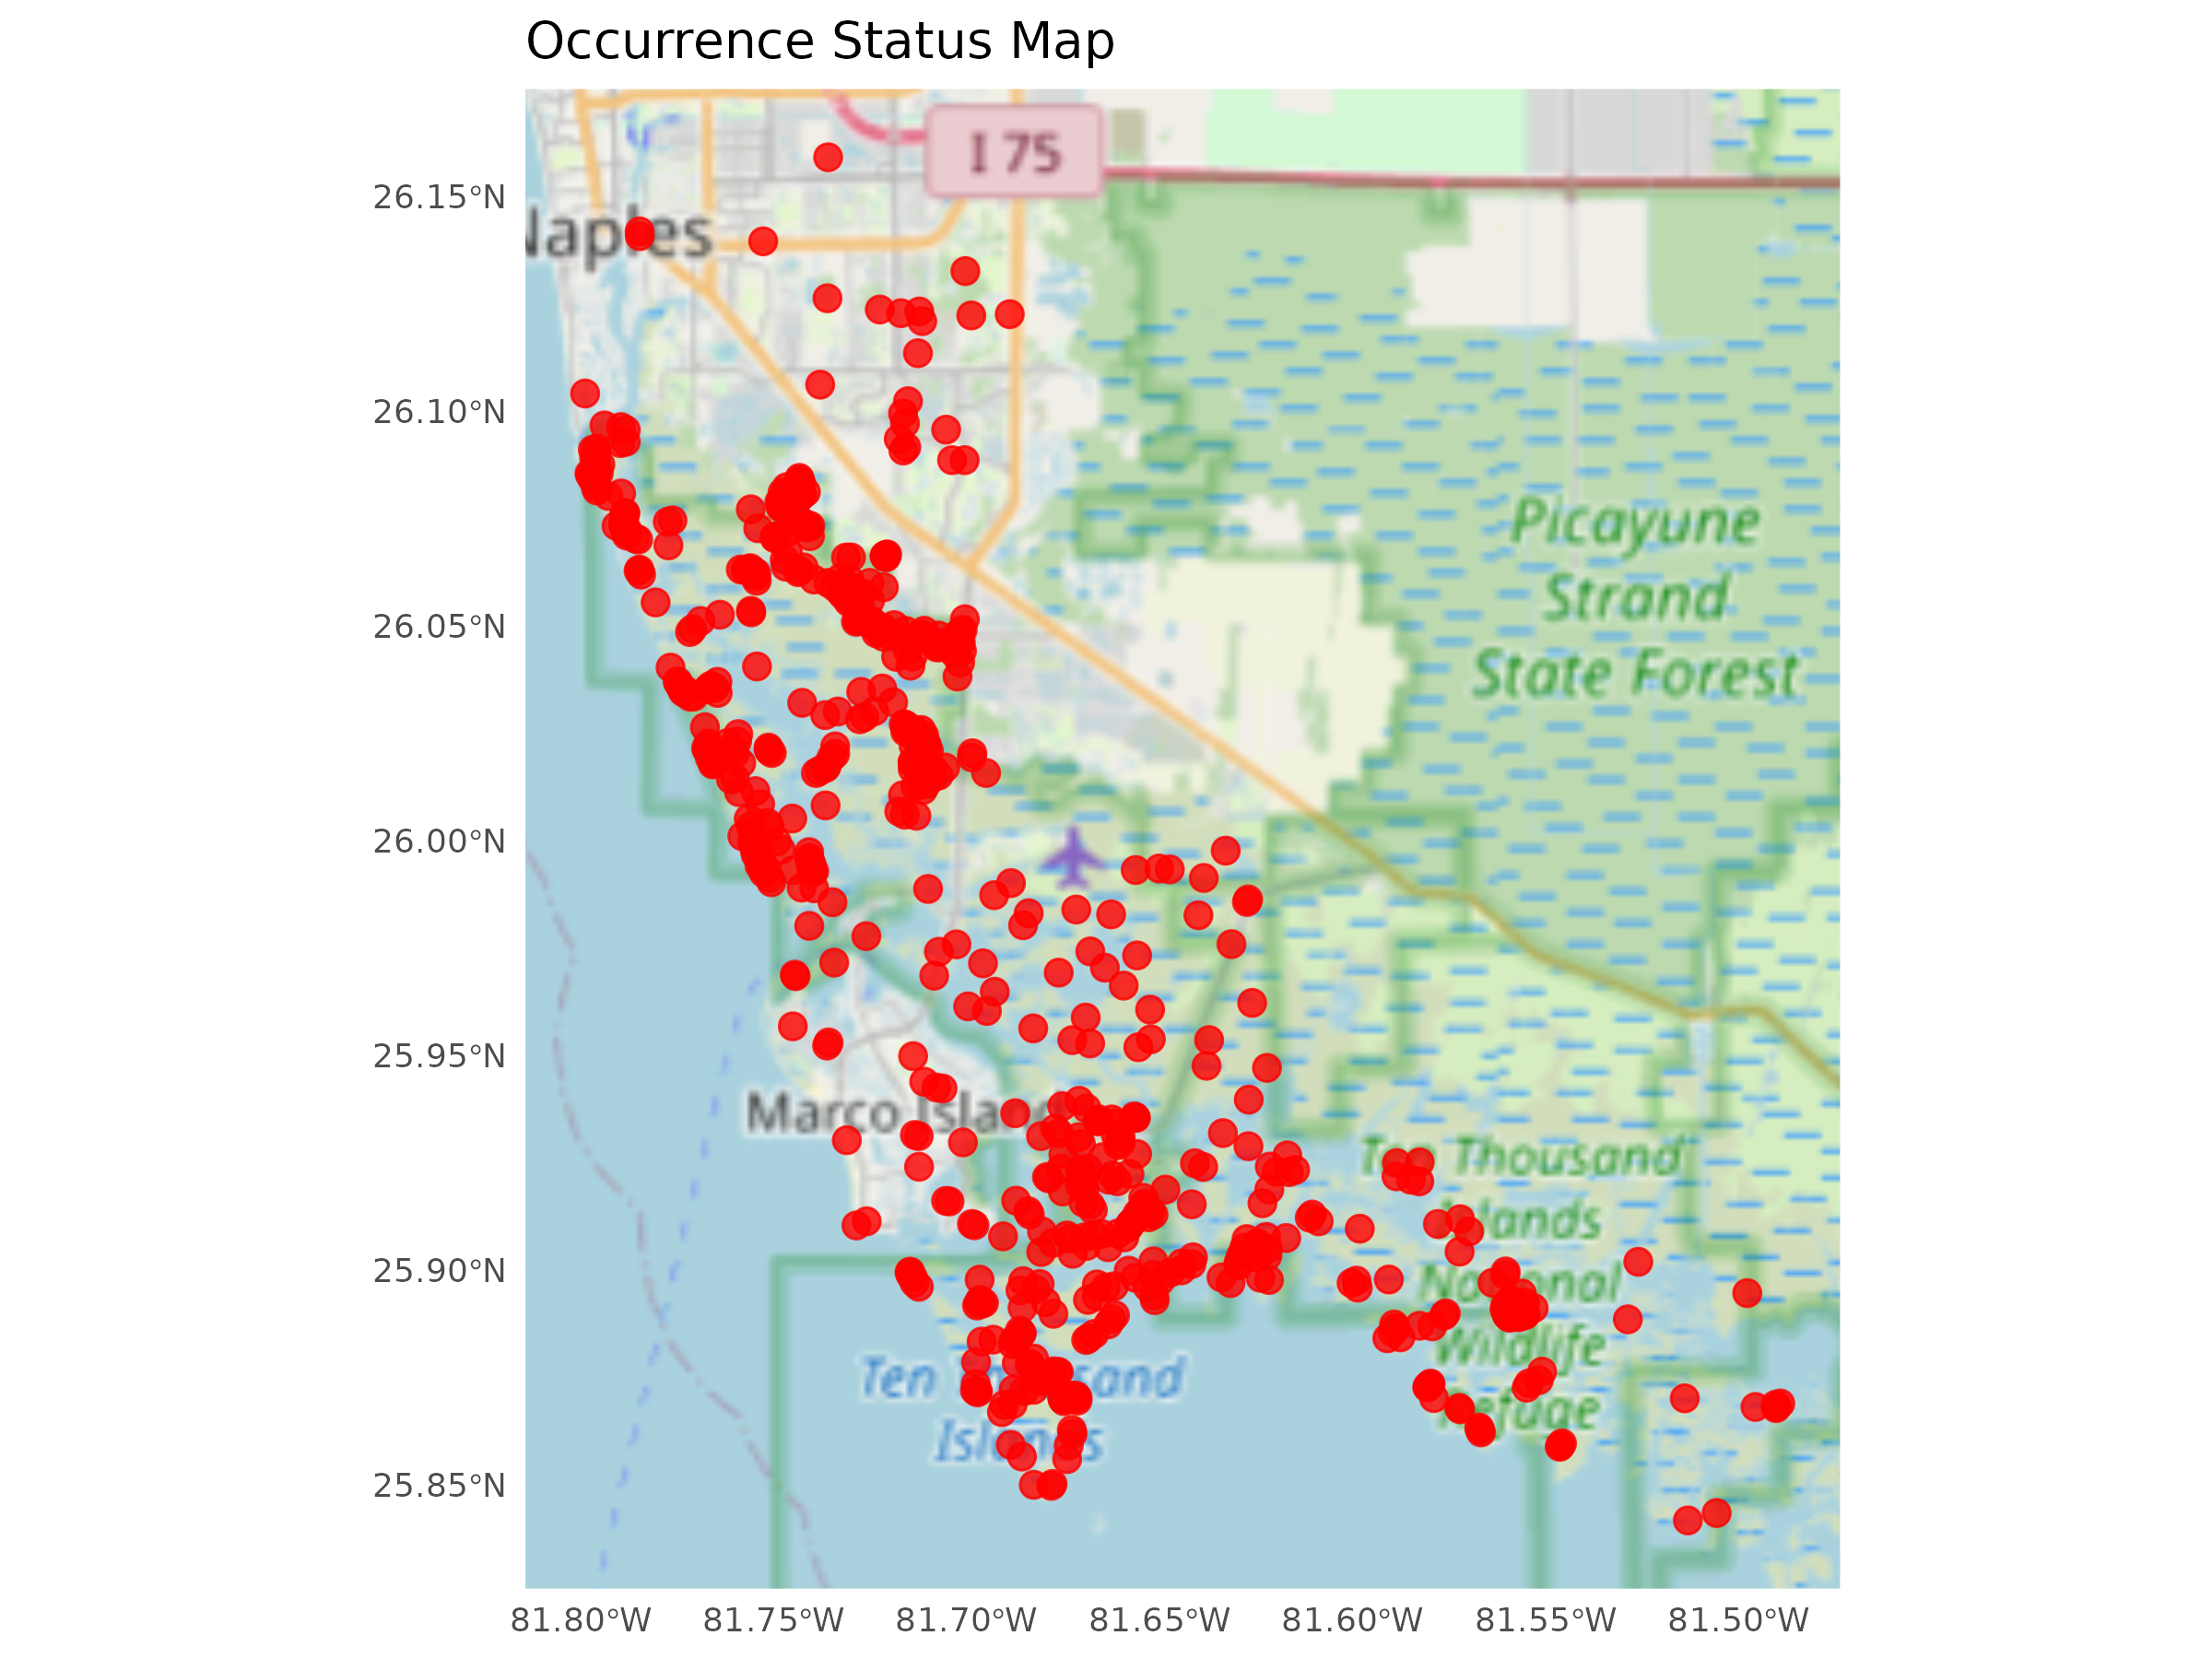 Occurrence Status Map
I 75
26.15°N
Naples
26.10°N
Picayune
Strand
State Forest
26.05°N
26.00°N
25.95°N
Marco Island
Ten Thousand
Islands
National
Wildlife
Refuge
25.90°N
Ten Thousand
Islands
25.85°N
81.80°W 81.75°W 81.70°W 81.65°W 81.60°W 81.55°W 81.50°W